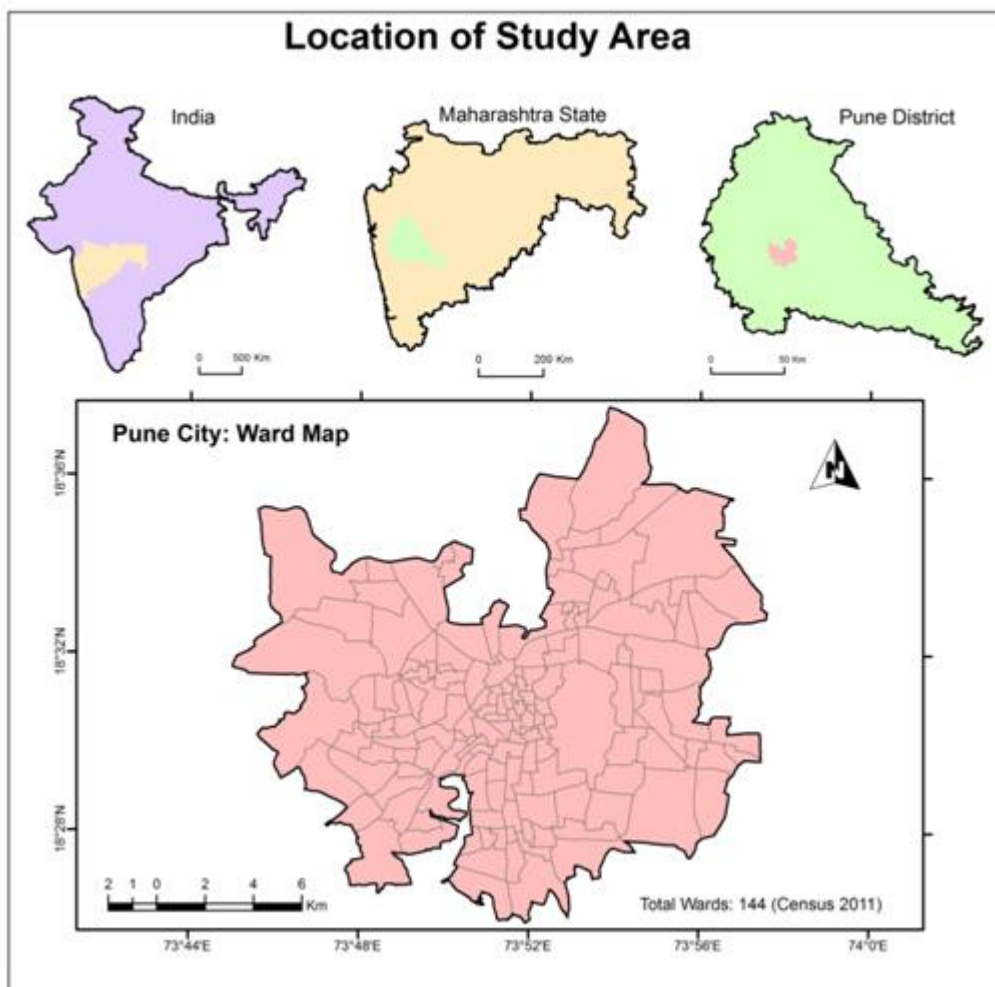 Location of Study Area
India
Maharashtra State
Pune District
0 500 Km
0 200 Km
0 50 Km
Pune City: Ward Map
N
18°36'N
18°32'N
18°28'N
2 1 0 2 4 6
Km
Total Wards: 144 (Census 2011)
73°44'E 73°48'E 73°52'E 73°56'E 74°0'E